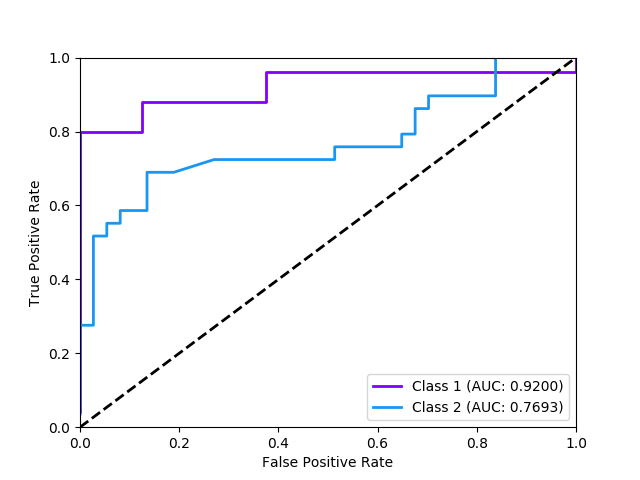 1.0
0.8
0.6
0.4
0.2
0.0
True Positive Rate
Class 1 (AUC: 0.9200)
Class 2 (AUC: 0.7693)
0.0 0.2 0.4 0.6 0.8 1.0
False Positive Rate